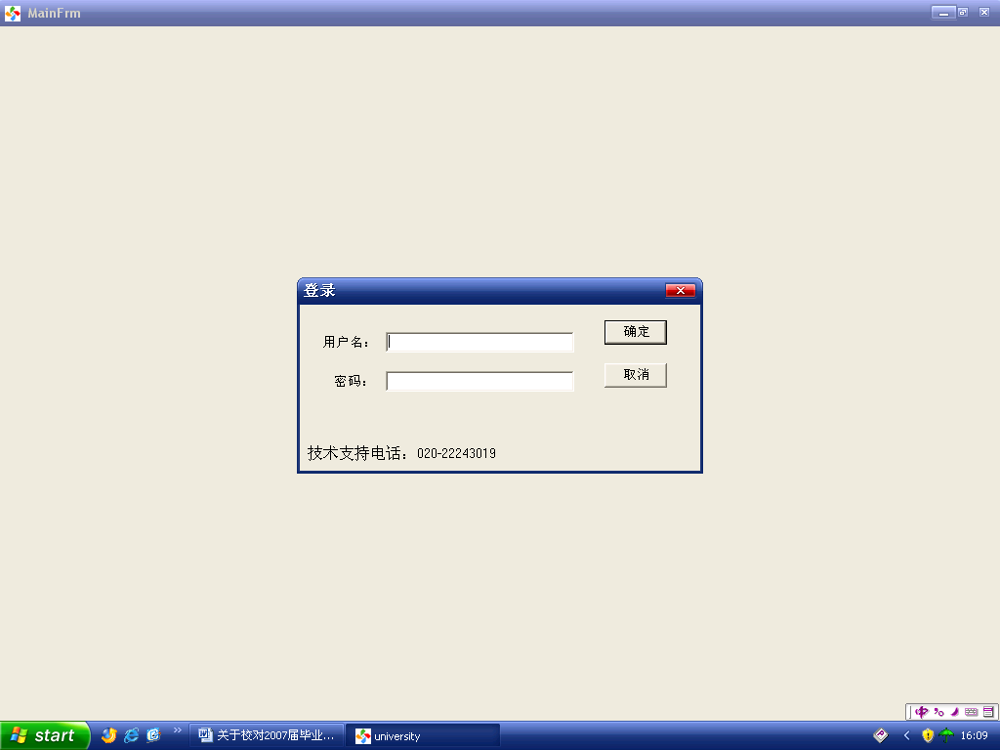 MainFrm
登录
用户名：
确定
密码：
取消
技术支持电话：020-22243019
中
start
关于校对2007届毕业...
university
16:09